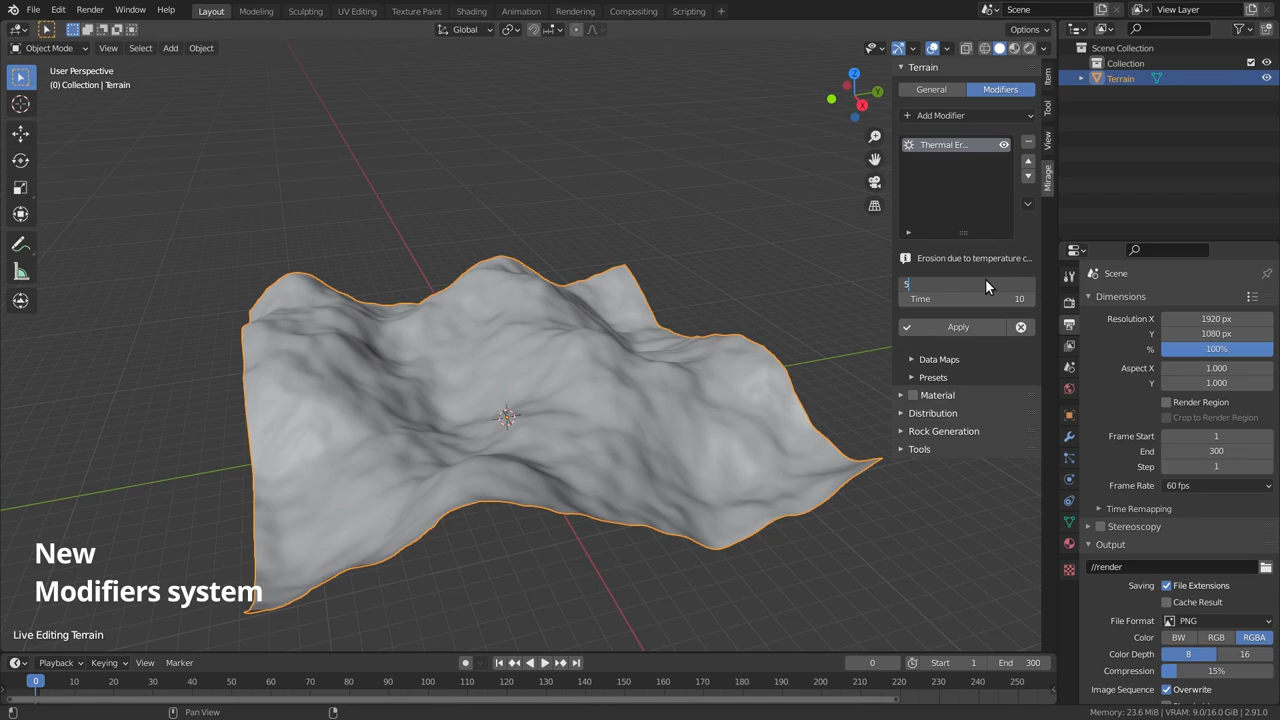 File Edit Render Window Help
Layout Modeling Sculpting UV Editing Texture Paint Shading Animation Rendering Compositing Scripting +
Scene
View Layer
Global
Options
Object Mode View Select Add Object
User Perspective
(0) Collection | Terrain
Z
Y
X
Terrain
General Modifiers
Add Modifier
Thermal Er...
Erosion due to temperature c...
5
Time 10
Apply
Data Maps
Presets
Material
Distribution
Rock Generation
Tools
Item
Tool
View
Mirage
Scene Collection
Collection
Terrain
Scene
Dimensions
Resolution X 1920 px
Y 1080 px
% 100%
Aspect X 1.000
Y 1.000
Render Region
Crop to Render Region
Frame Start 1
End 300
Step 1
Frame Rate 60 fps
Time Remapping
Stereoscopy
Output
//render
Saving File Extensions
Cache Result
File Format PNG
Color BW RGB RGBA
Color Depth 8 16
Compression 15%
Image Sequence Overwrite
New
Modifiers system
Live Editing Terrain
Playback Keying View Marker
0 Start 1 End 300
0 10 20 30 40 50 60 70 80 90 100 110 120 130 140 150 160 170 180 190 200 210 220 230 240 250
Pan View
Memory: 23.6 MiB | VRAM: 9.0/16.0 GiB | 2.91.0